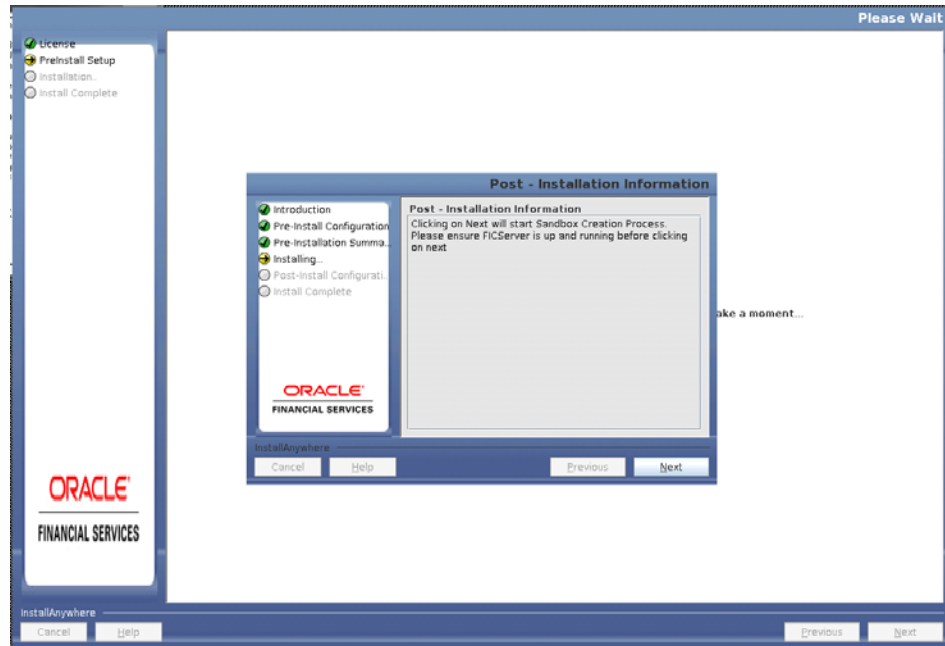 Please Wait
License
PreInstall Setup
Installation..
Install Complete
Post - Installation Information
Introduction
Pre-Install Configuration
Pre-Installation Summa..
Installing...
Post-Install Configurati..
Install Complete
Post - Installation Information
Clicking on Next will start Sandbox Creation Process.
Please ensure FICServer is up and running before clicking
on next
ake a moment...
ORACLE
FINANCIAL SERVICES
InstallAnywhere
Cancel
Help
Previous
Next
ORACLE
FINANCIAL SERVICES
InstallAnywhere
Cancel
Help
Previous
Next